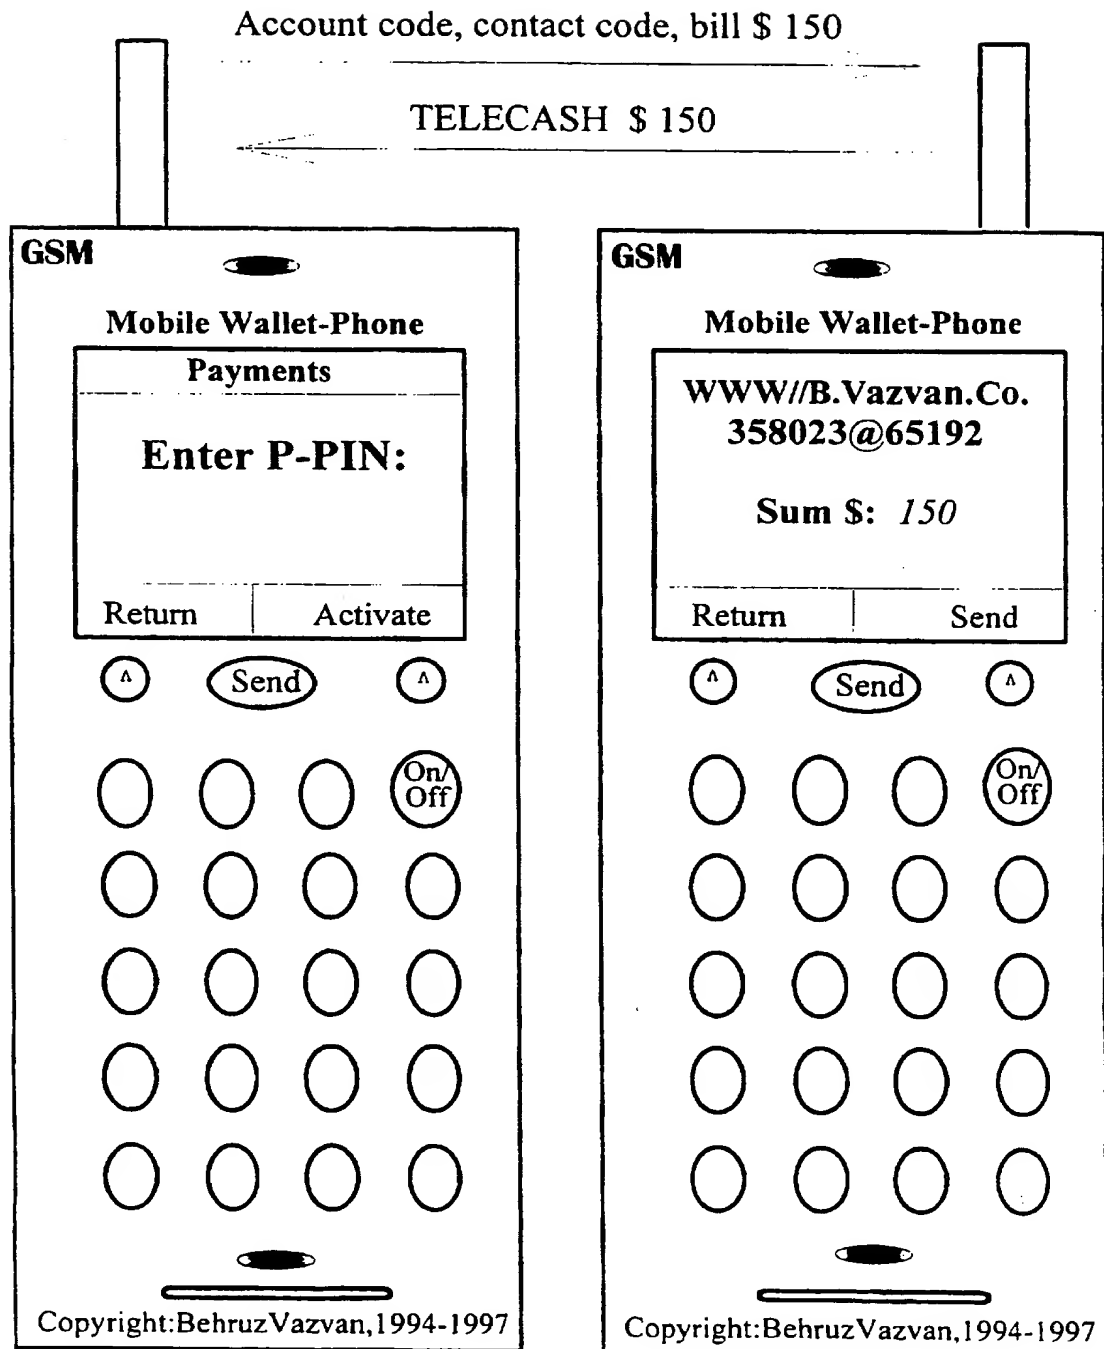 Account code, contact code, bill $ 150
TELECASH $ 150
GSM
Mobile Wallet-Phone
Payments
Enter P-PIN:
Return Activate
^ Send ^
On/
Off
Copyright:BehruzVazvan,1994-1997
GSM
Mobile Wallet-Phone
WWW//B.Vazvan.Co.
358023@65192
Sum $: 150
Return Send
^ Send ^
On/
Off
Copyright:BehruzVazvan,1994-1997